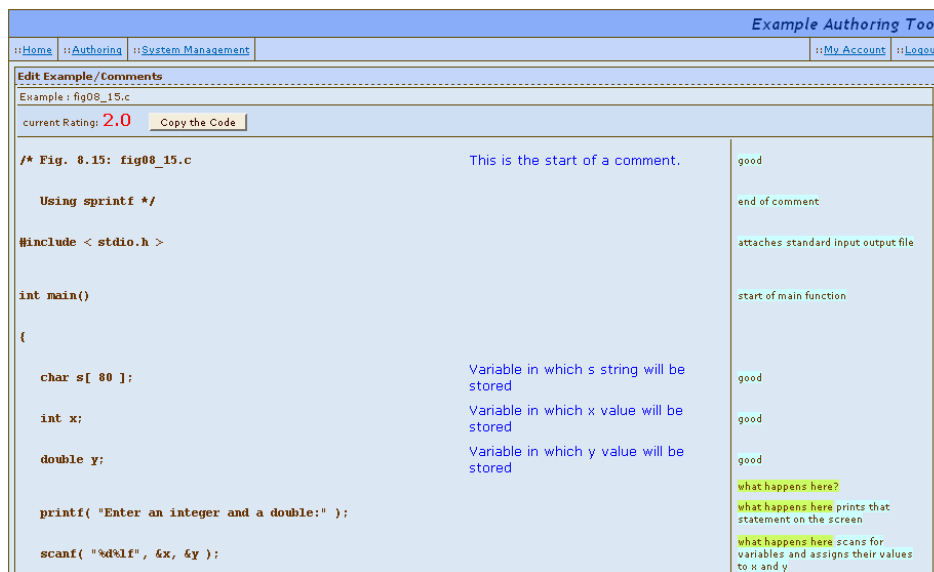 Example Authoring Too
::Home ::Authoring ::System Management ::My Account ::Logou
Edit Example/Comments
Example : fig08_15.c
current Rating: 2.0 Copy the Code
/* Fig. 8.15: fig08_15.c This is the start of a comment. good
Using sprintf */ end of comment
#include < stdio.h > attaches standard input output file
int main() start of main function
{
char s[ 80 ]; Variable in which s string will be stored good
int x; Variable in which x value will be stored good
double y; Variable in which y value will be stored good
what happens here?
printf( "Enter an integer and a double:" ); what happens here prints that statement on the screen
scanf( "%d%lf", &x, &y ); what happens here scans for variables and assigns their values to x and y